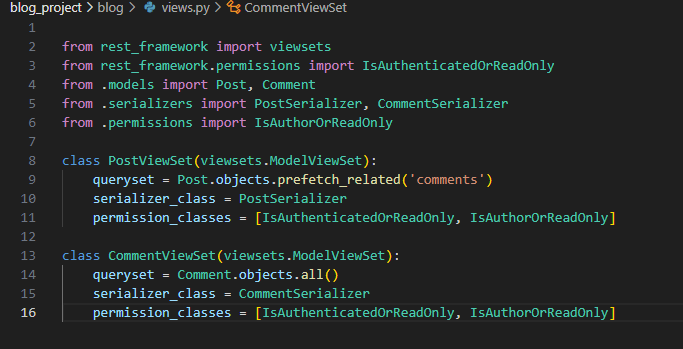 blog_project > blog > views.py > CommentViewSet
1
2 from rest_framework import viewsets
3 from rest_framework.permissions import IsAuthenticatedOrReadOnly
4 from .models import Post, Comment
5 from .serializers import PostSerializer, CommentSerializer
6 from .permissions import IsAuthorOrReadOnly
7
8 class PostViewSet(viewsets.ModelViewSet):
9     queryset = Post.objects.prefetch_related('comments')
10     serializer_class = PostSerializer
11     permission_classes = [IsAuthenticatedOrReadOnly, IsAuthorOrReadOnly]
12
13 class CommentViewSet(viewsets.ModelViewSet):
14     queryset = Comment.objects.all()
15     serializer_class = CommentSerializer
16     permission_classes = [IsAuthenticatedOrReadOnly, IsAuthorOrReadOnly]